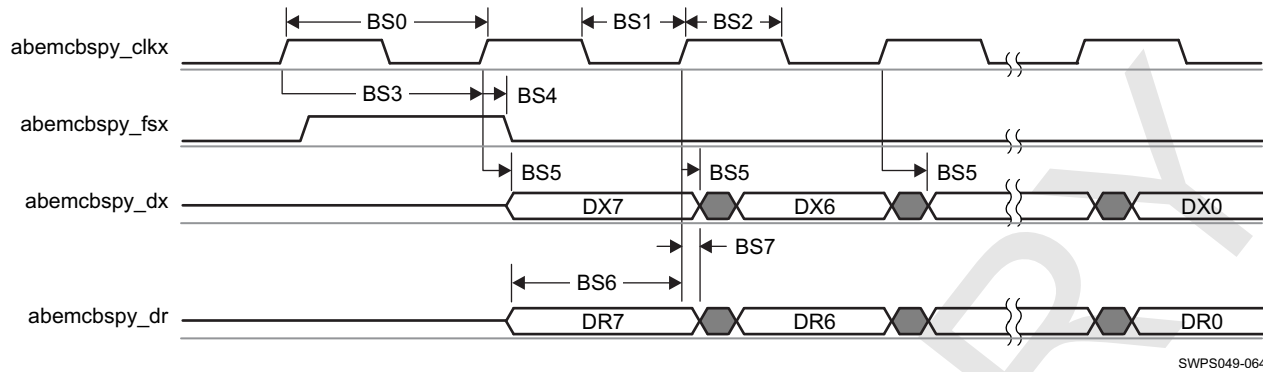 BS0
BS1
BS2
abemcbspy_clkx
BS3
BS4
abemcbspy_fsx
BS5
BS5
BS5
abemcbspy_dx
DX7
DX6
DX0
BS7
BS6
abemcbspy_dr
DR7
DR6
DR0
SWPS049-064
R Y